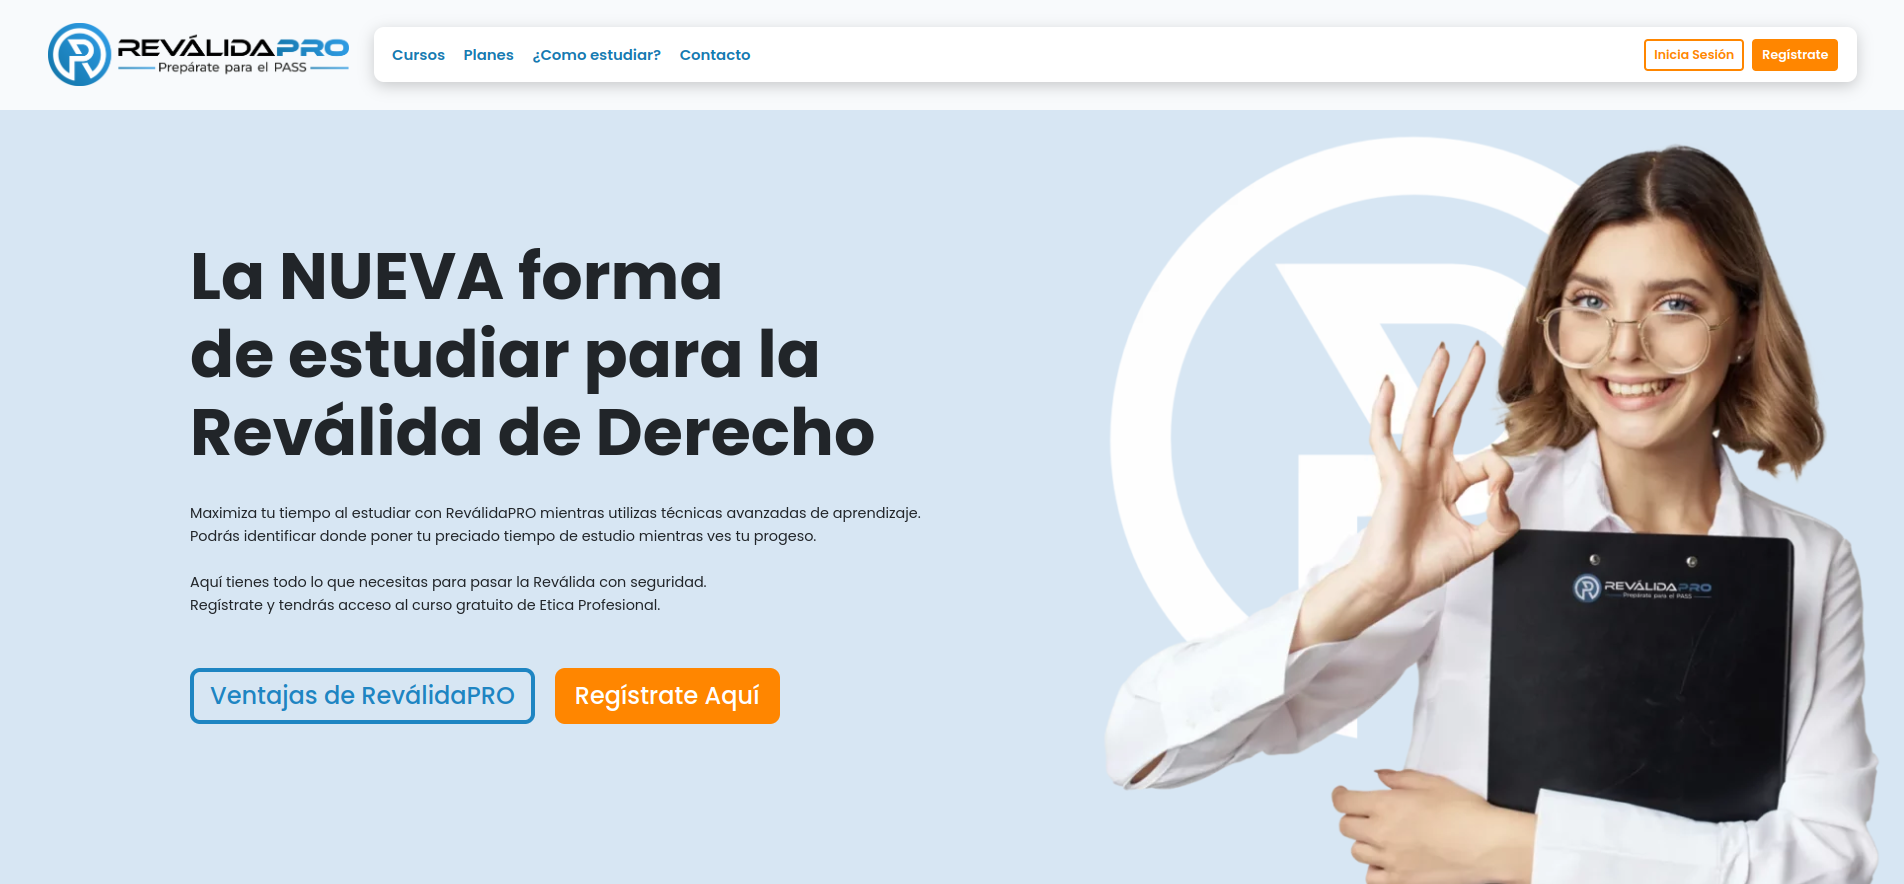 REVÁLIDAPRO
Prepárate para el PASS
Cursos
Planes
¿Como estudiar?
Contacto
Inicia Sesión
Regístrate
La NUEVA forma
de estudiar para la
Reválida de Derecho
Maximiza tu tiempo al estudiar con ReválidaPRO mientras utilizas técnicas avanzadas de aprendizaje.
Podrás identificar donde poner tu preciado tiempo de estudio mientras ves tu progeso.
Aquí tienes todo lo que necesitas para pasar la Reválida con seguridad.
Regístrate y tendrás acceso al curso gratuito de Etica Profesional.
Ventajas de ReválidaPRO
Regístrate Aquí
REVÁLIDAPRO
Prepárate para el PASS